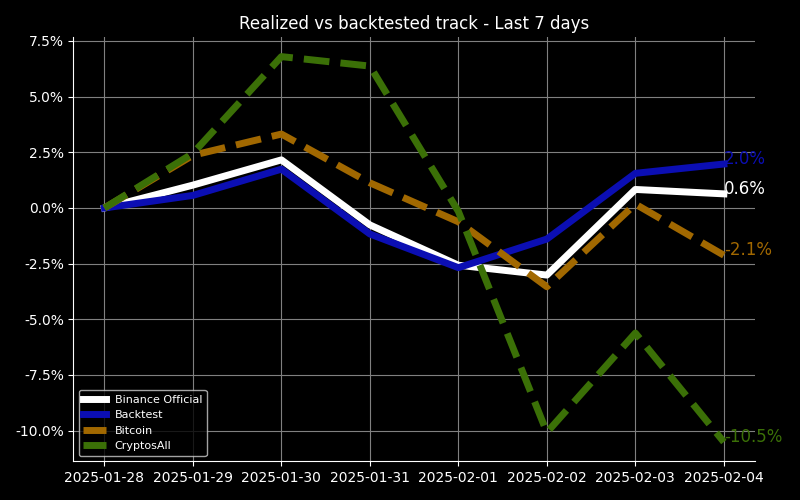 Realized vs backtested track - Last 7 days
7.5%
5.0%
2.5%
0.0%
-2.5%
-5.0%
-7.5%
-10.0%
2.0%
0.6%
-2.1%
-10.5%
Binance Official
Backtest
Bitcoin
CryptosAll
2025-01-28 2025-01-29 2025-01-30 2025-01-31 2025-02-01 2025-02-02 2025-02-03 2025-02-04